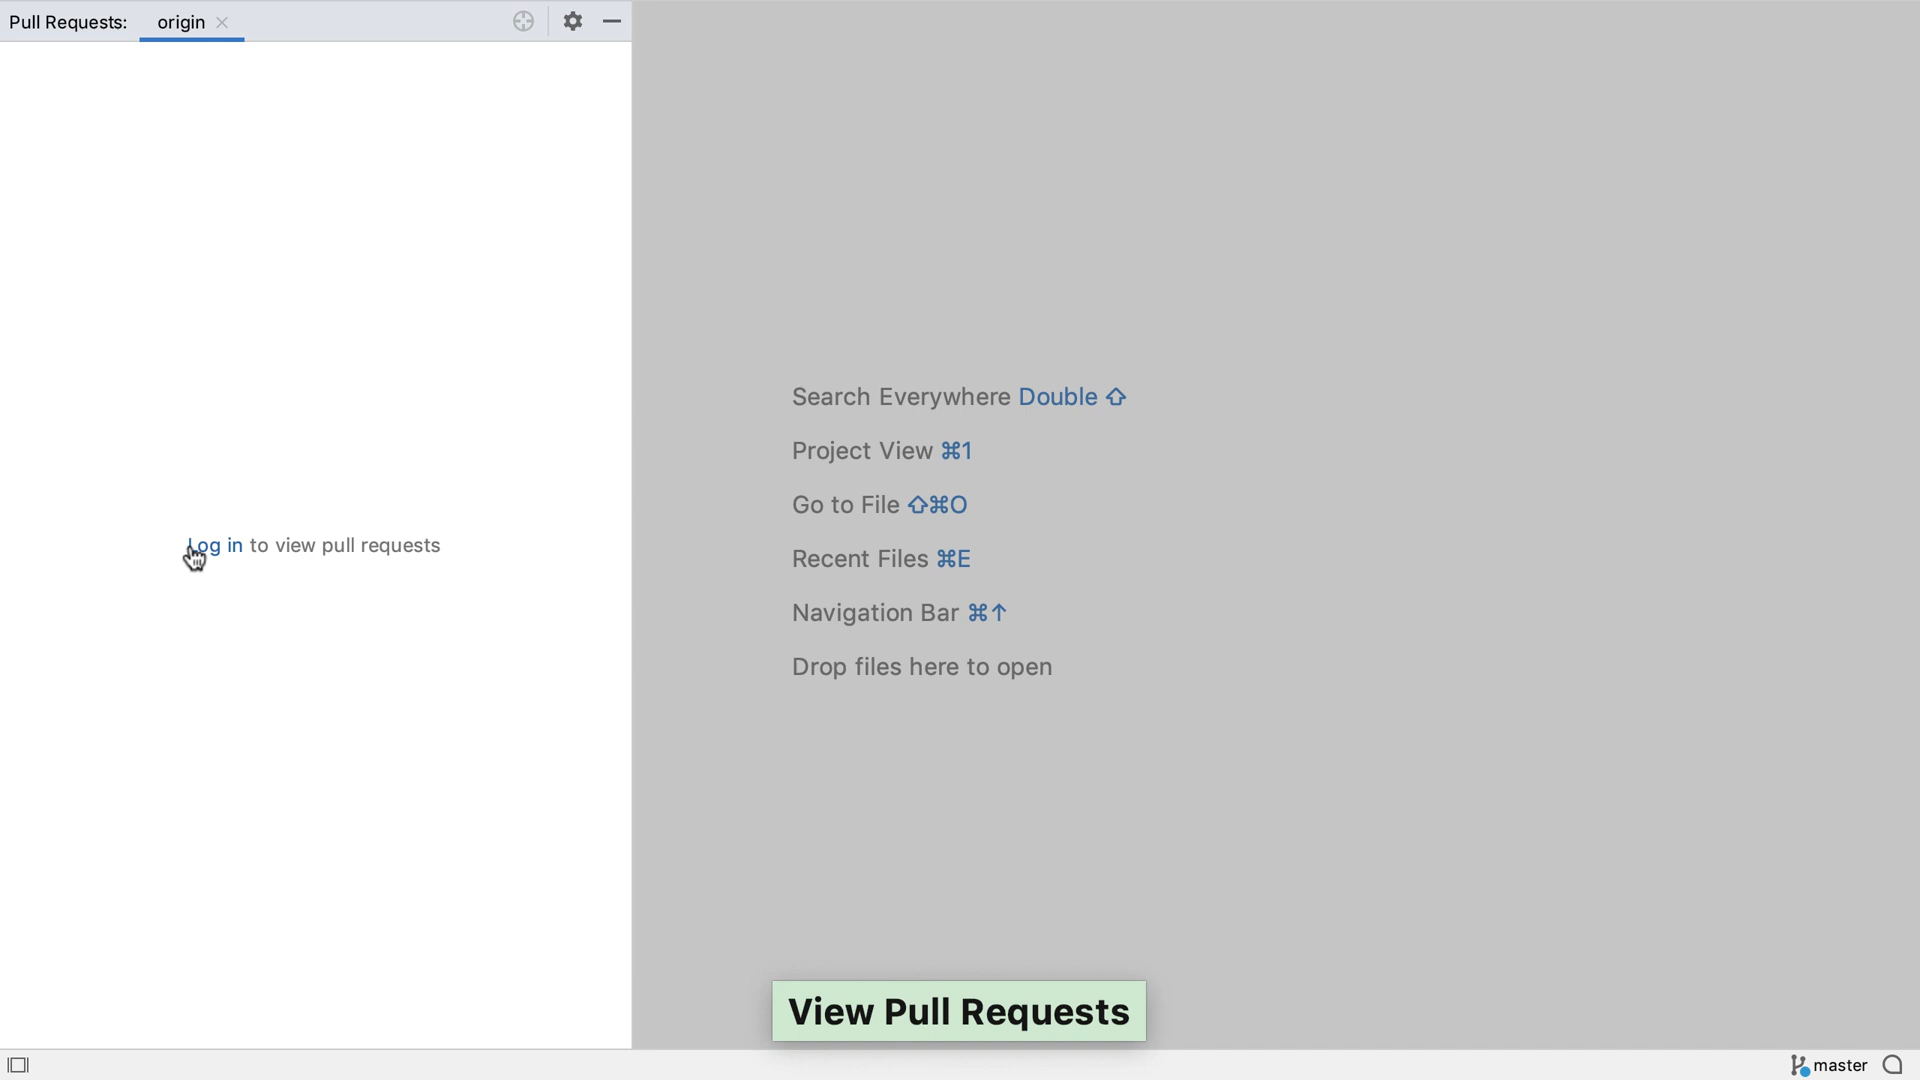 Pull Requests: origin
Log in to view pull requests
Search Everywhere Double ⇧
Project View ⌘1
Go to File ⇧⌘O
Recent Files ⌘E
Navigation Bar ⌘↑
Drop files here to open
View Pull Requests
master